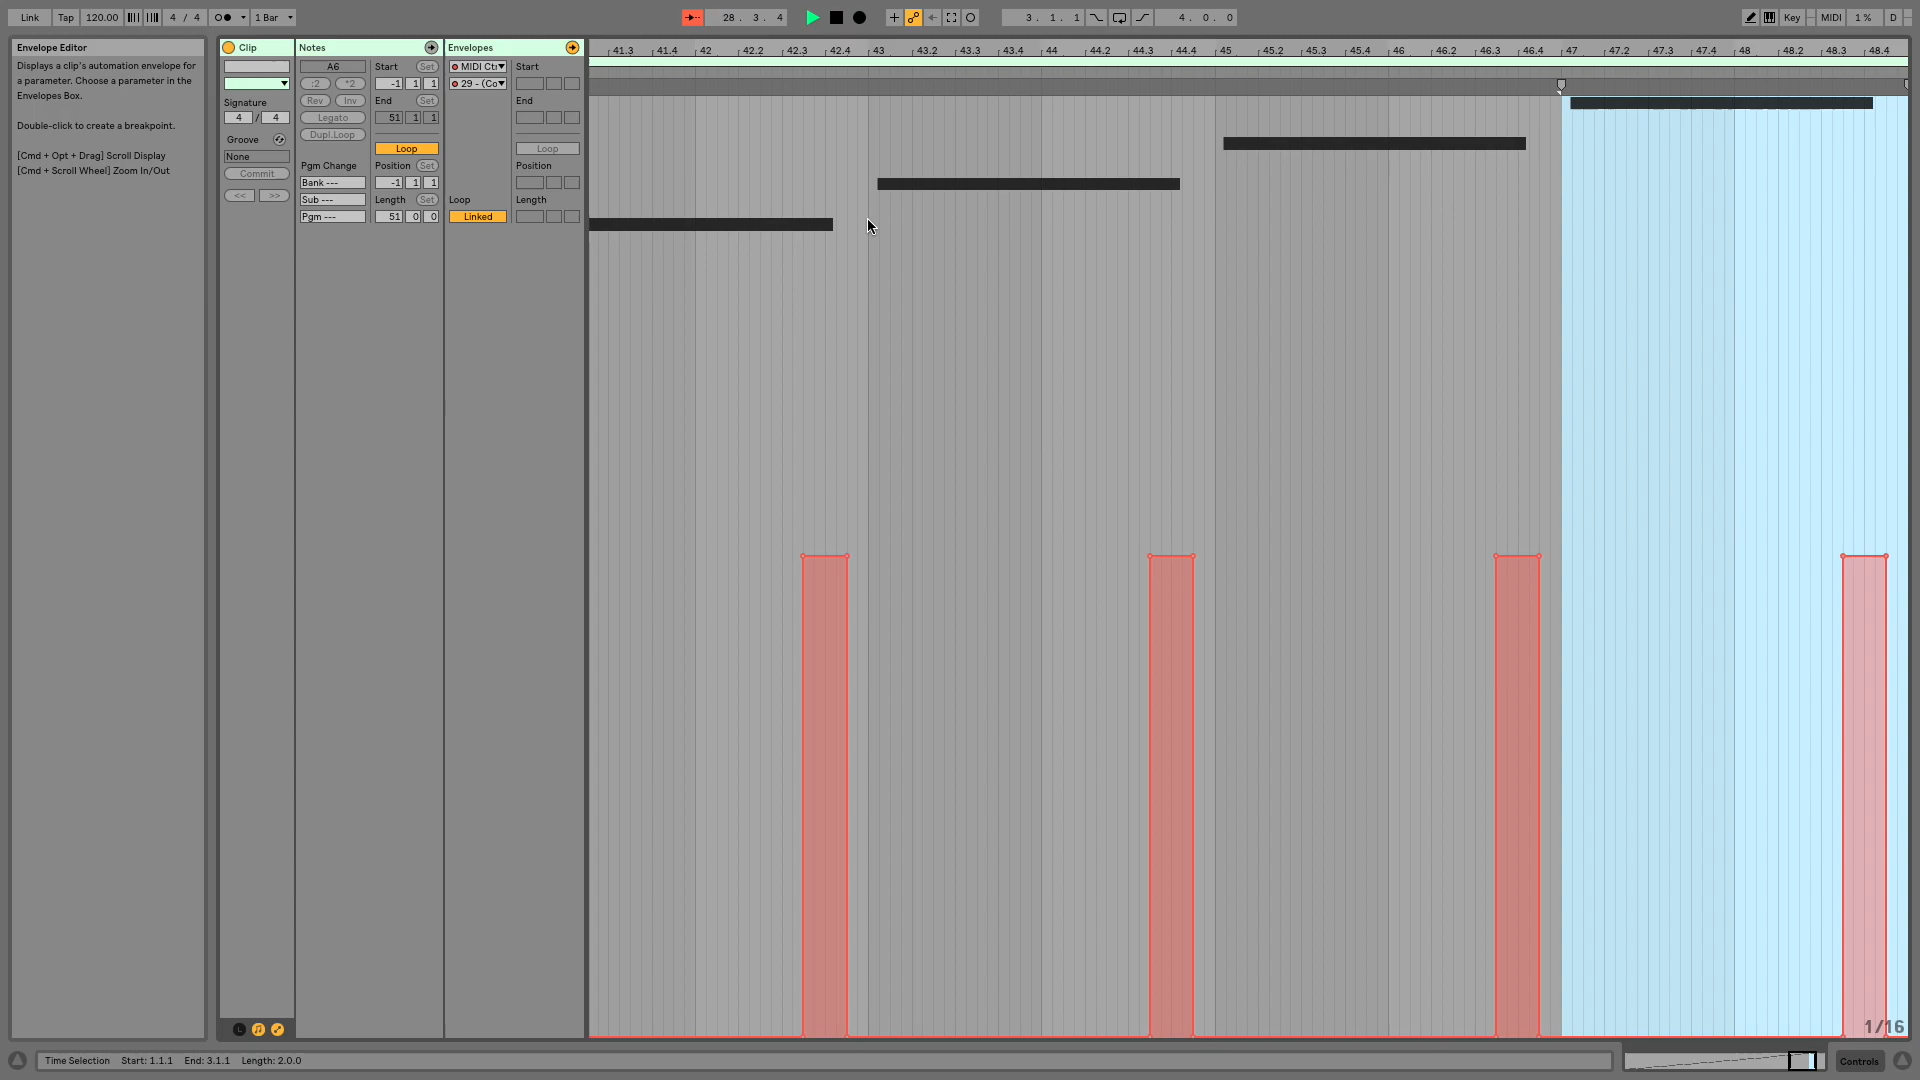 Link Tap 120.00 4 / 4 1 Bar 28. 3. 4 3. 1. 1 4. 0. 0 Key MIDI 1 % D
Envelope Editor
Displays a clip's automation envelope for
a parameter. Choose a parameter in the
Envelopes Box.
Double-click to create a breakpoint.
[Cmd + Opt + Drag] Scroll Display
[Cmd + Scroll Wheel] Zoom In/Out
Clip
Signature
4 / 4
Groove
None
Commit
<< >>
Notes
A6
:2 *2
Rev Inv
Legato
Dupl.Loop
Pgm Change
Bank ---
Sub ---
Pgm ---
Start Set
-1 1 1
End Set
51 1 1
Loop
Position Set
-1 1 1
Length Set
51 0 0
Envelopes
MIDI Ctr
29 - (Co
Loop
Linked
Start
End
Loop
Position
Length
41.3 41.4 42 42.2 42.3 42.4 43 43.2 43.3 43.4 44 44.2 44.3 44.4 45 45.2 45.3 45.4 46 46.2 46.3 46.4 47 47.2 47.3 47.4 48 48.2 48.3 48.4
1/16
Time Selection Start: 1.1.1 End: 3.1.1 Length: 2.0.0
Controls